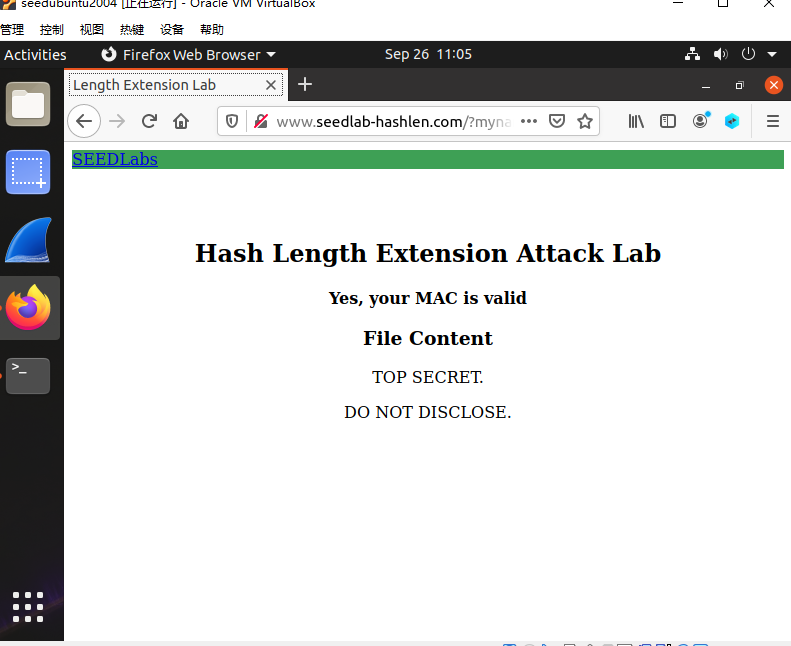 seedubuntu2004 [正在运行] - Oracle VM VirtualBox
管理 控制 视图 热键 设备 帮助
Activities Firefox Web Browser Sep 26 11:05
Length Extension Lab
www.seedlab-hashlen.com/?myna
SEEDLabs
Hash Length Extension Attack Lab
Yes, your MAC is valid
File Content
TOP SECRET.
DO NOT DISCLOSE.